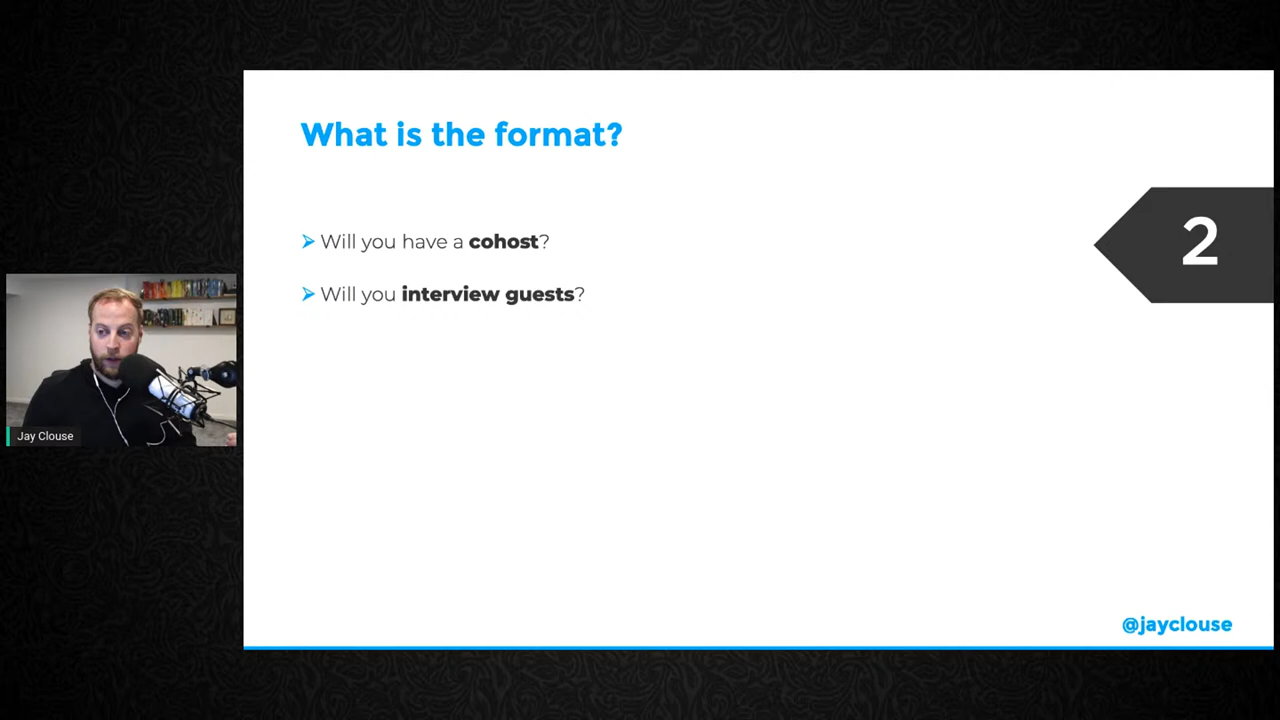 What is the format?
➢ Will you have a cohost?
2
➢ Will you interview guests?
Jay Clouse
@jayclouse